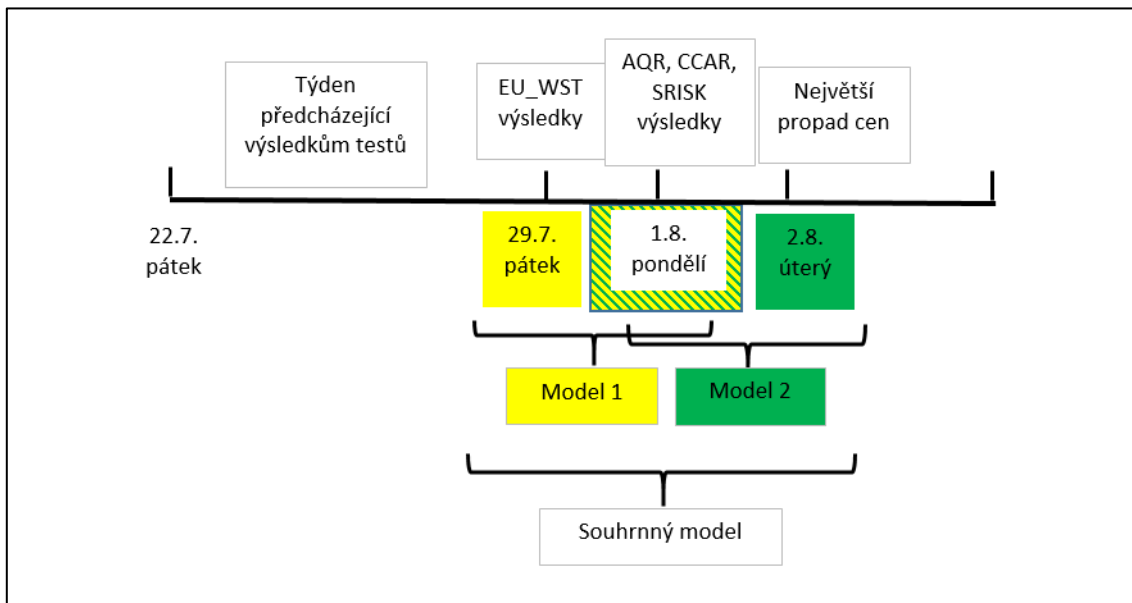 Týden
předcházející
výsledkům testů
EU_WST
výsledky
AQR, CCAR,
SRISK
výsledky
Největší
propad cen
22.7.
pátek
29.7.
pátek
1.8.
pondělí
2.8.
úterý
Model 1
Model 2
Souhrnný model